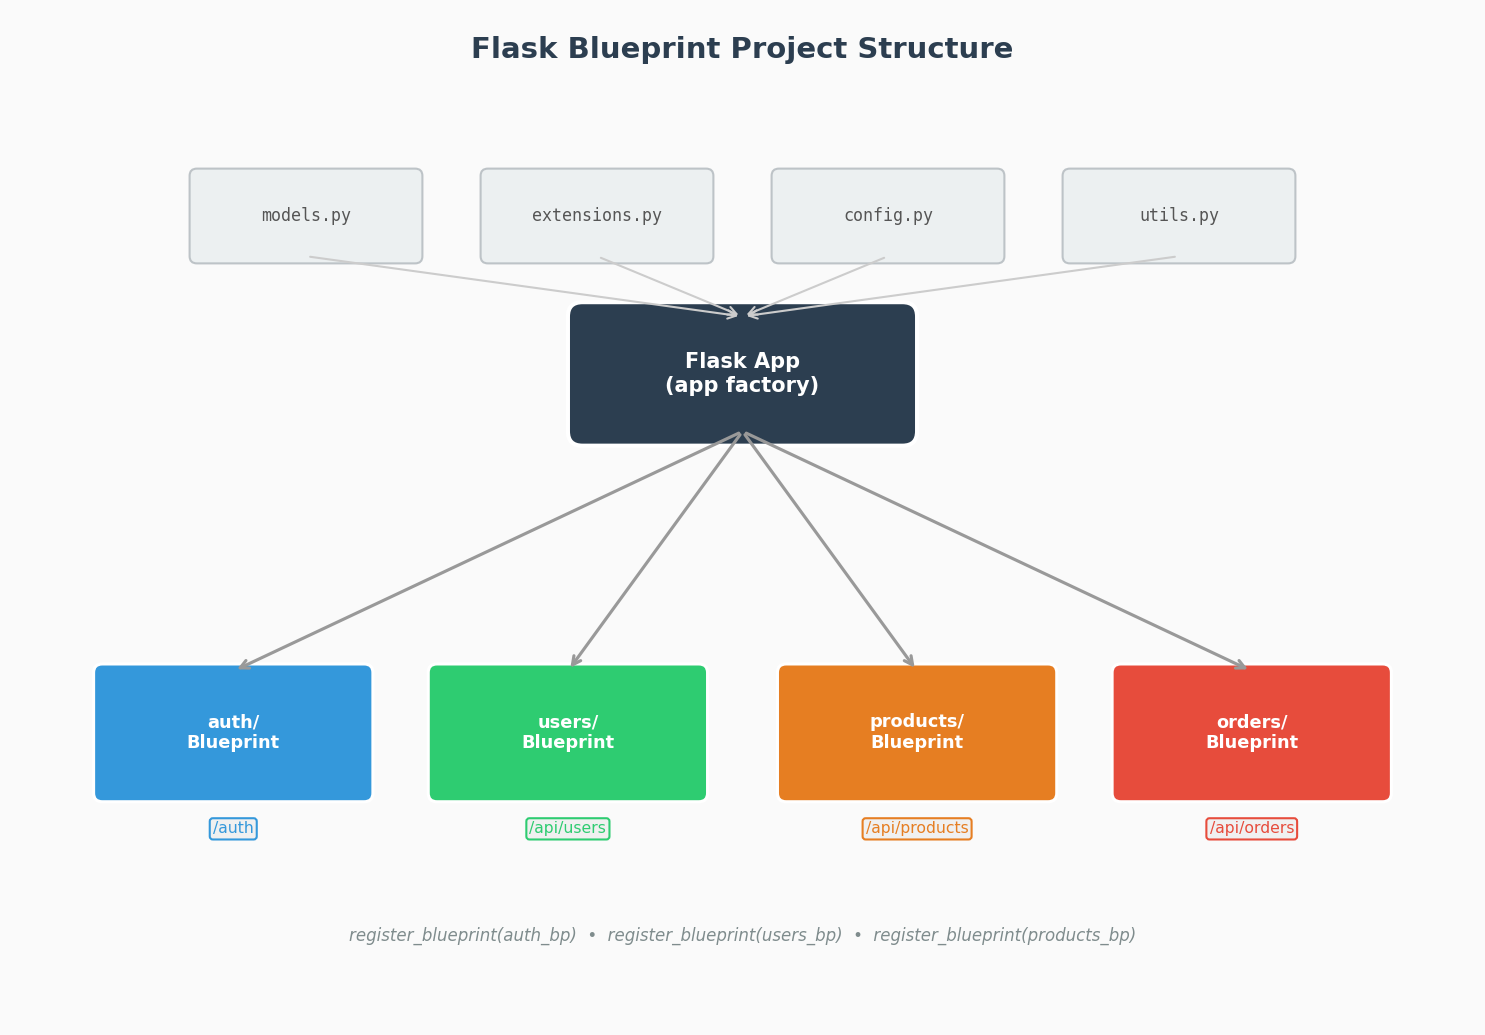 Flask Blueprint Project Structure
models.py
extensions.py
config.py
utils.py
Flask App
(app factory)
auth/
Blueprint
users/
Blueprint
products/
Blueprint
orders/
Blueprint
/auth
/api/users
/api/products
/api/orders
register_blueprint(auth_bp) • register_blueprint(users_bp) • register_blueprint(products_bp)